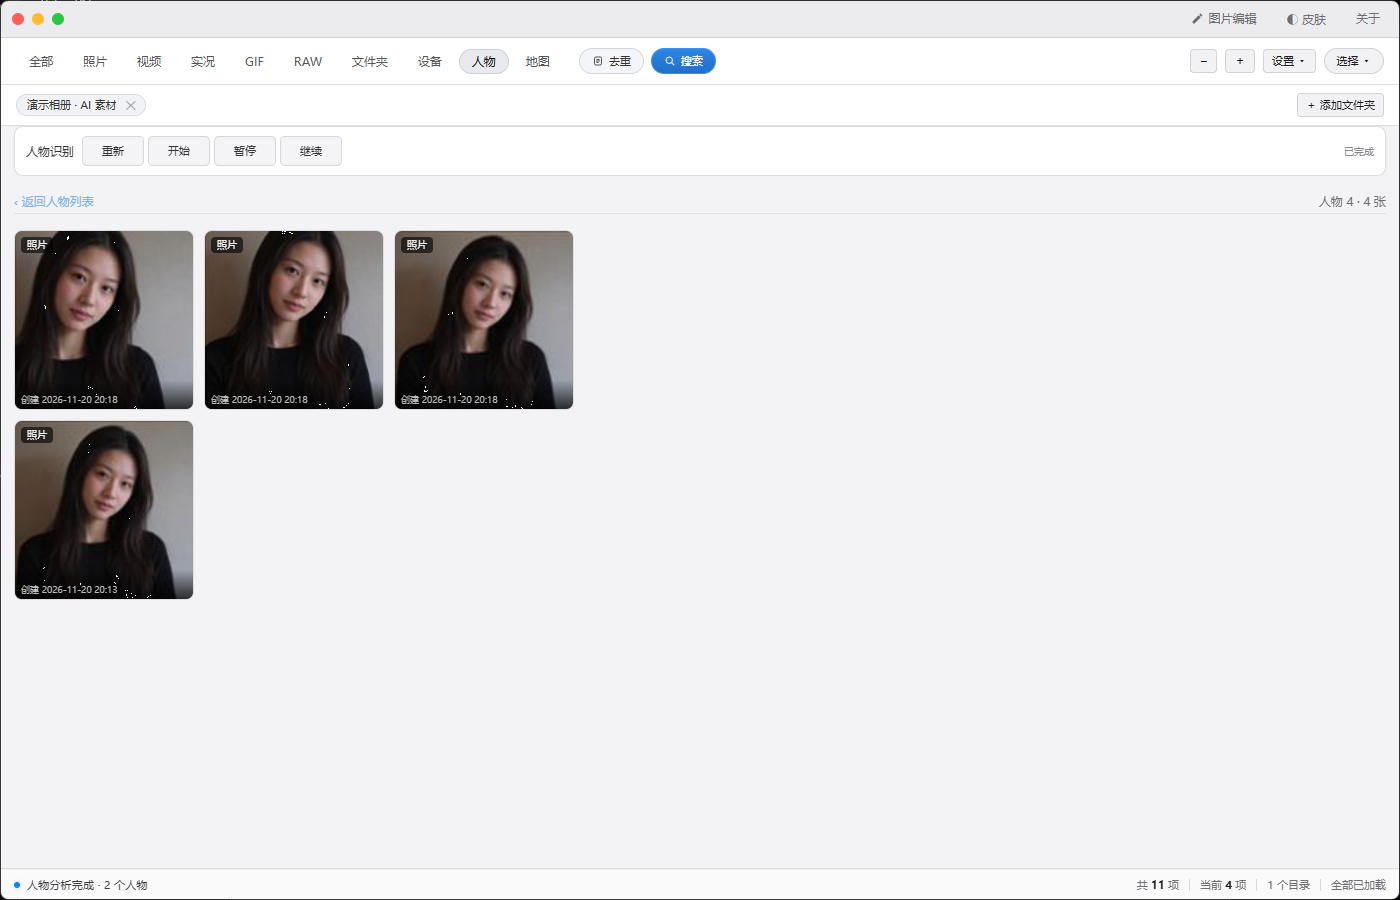 图片编辑 皮肤 关于
全部 照片 视频 实况 GIF RAW 文件夹 设备 人物 地图 去重 搜索 − + 设置 选择
演示相册 · AI 素材 + 添加文件夹
人物识别 重新 开始 暂停 继续 已完成
‹ 返回人物列表 人物 4 · 4 张
照片 照片 照片
创建 2026-11-20 20:18 创建 2026-11-20 20:18 创建 2026-11-20 20:18
照片
创建 2026-11-20 20:13
人物分析完成 · 2 个人物 共 11 项 当前 4 项 1 个目录 全部已加载